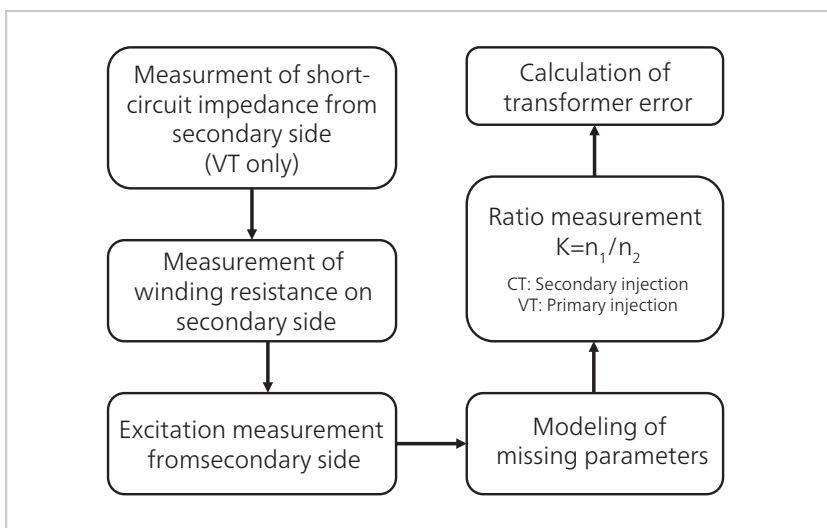 Measurment of short-
circuit impedance from
secondary side
(VT only)
Measurement of
winding resistance on
secondary side
Excitation measurement
fromsecondary side
Modeling of
missing parameters
Ratio measurement
K=n₁/n₂
CT: Secondary injection
VT: Primary injection
Calculation of
transformer error